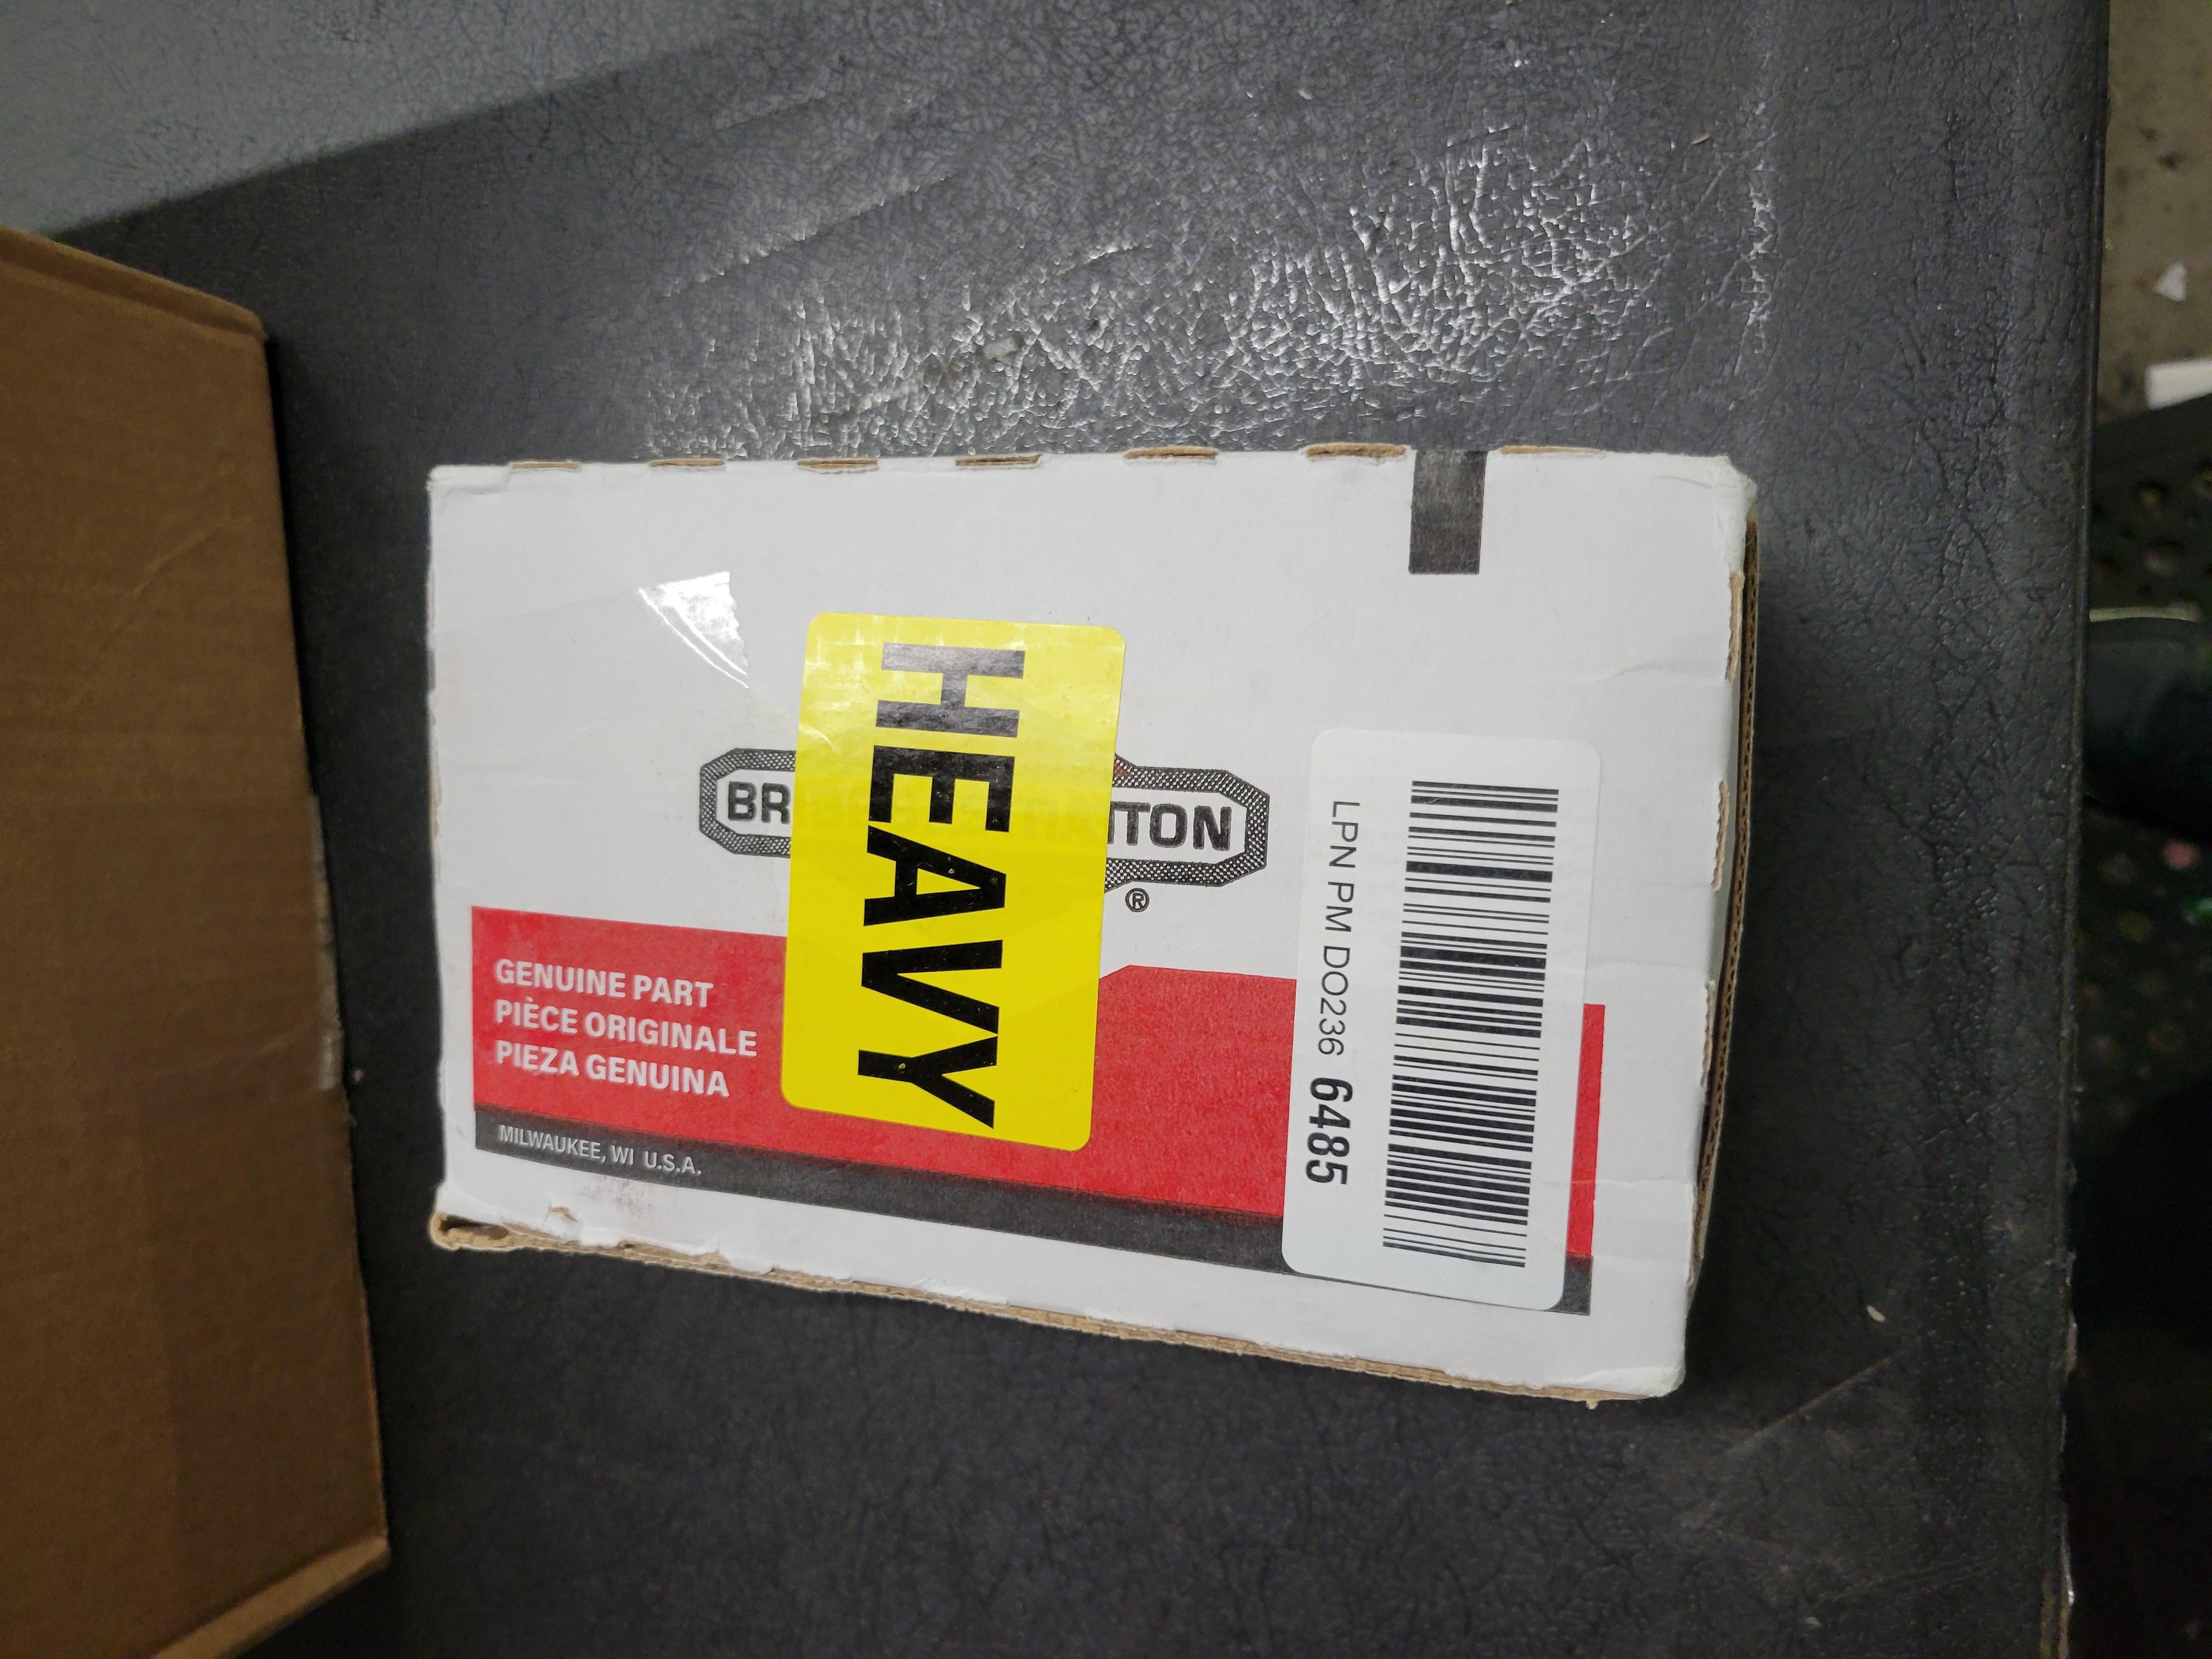 HEAVY
BR
TON
®
GENUINE PART
PIÈCE ORIGINALE
PIEZA GENUINA
MILWAUKEE, WI U.S.A.
LPN PM DO236 6485